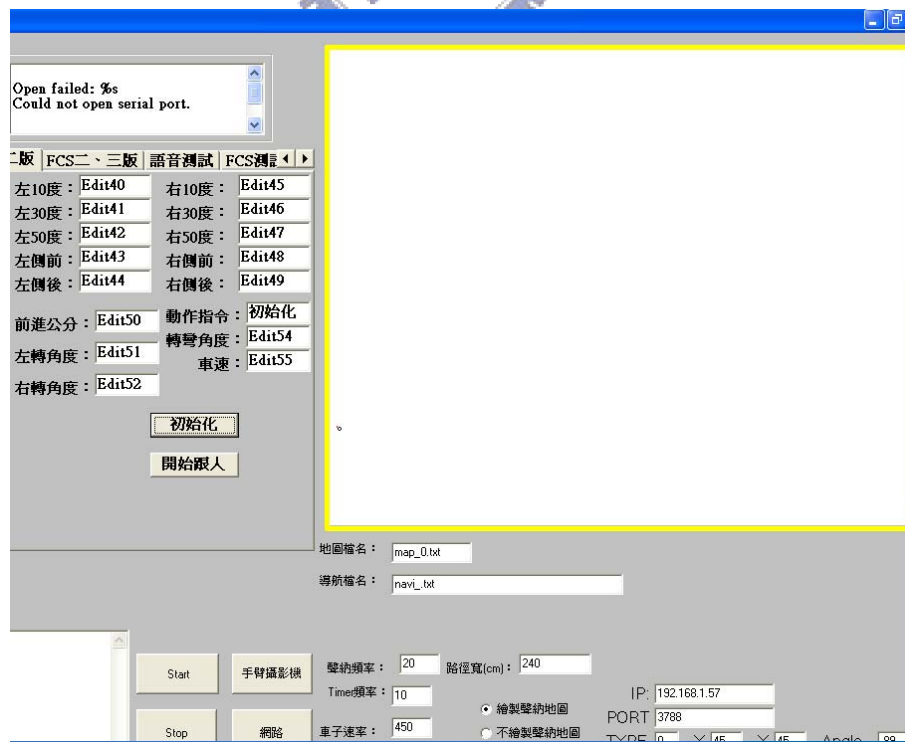 Open failed: %s
Could not open serial port.
二版 FCS二、三版 語音測試 FCS測試
左10度： Edit40 右10度： Edit45
左30度： Edit41 右30度： Edit46
左50度： Edit42 右50度： Edit47
左側前： Edit43 右側前： Edit48
左側後： Edit44 右側後： Edit49
前進公分： Edit50 動作指令： 初始化
轉彎角度： Edit54
左轉角度： Edit51 車速： Edit55
右轉角度： Edit52
初始化
開始跟人
地圖檔名： map_0.txt
導航檔名： navi_.txt
Start 手臂攝影機
Stop 網路
聲納頻率： 20 路徑寬(cm)： 240
Timer頻率： 10
繪製聲納地圖
車子速率： 450 不繪製聲納地圖
IP: 192.168.1.57
PORT 3788
TYPE 0 X 45 Y 45 Angle 89